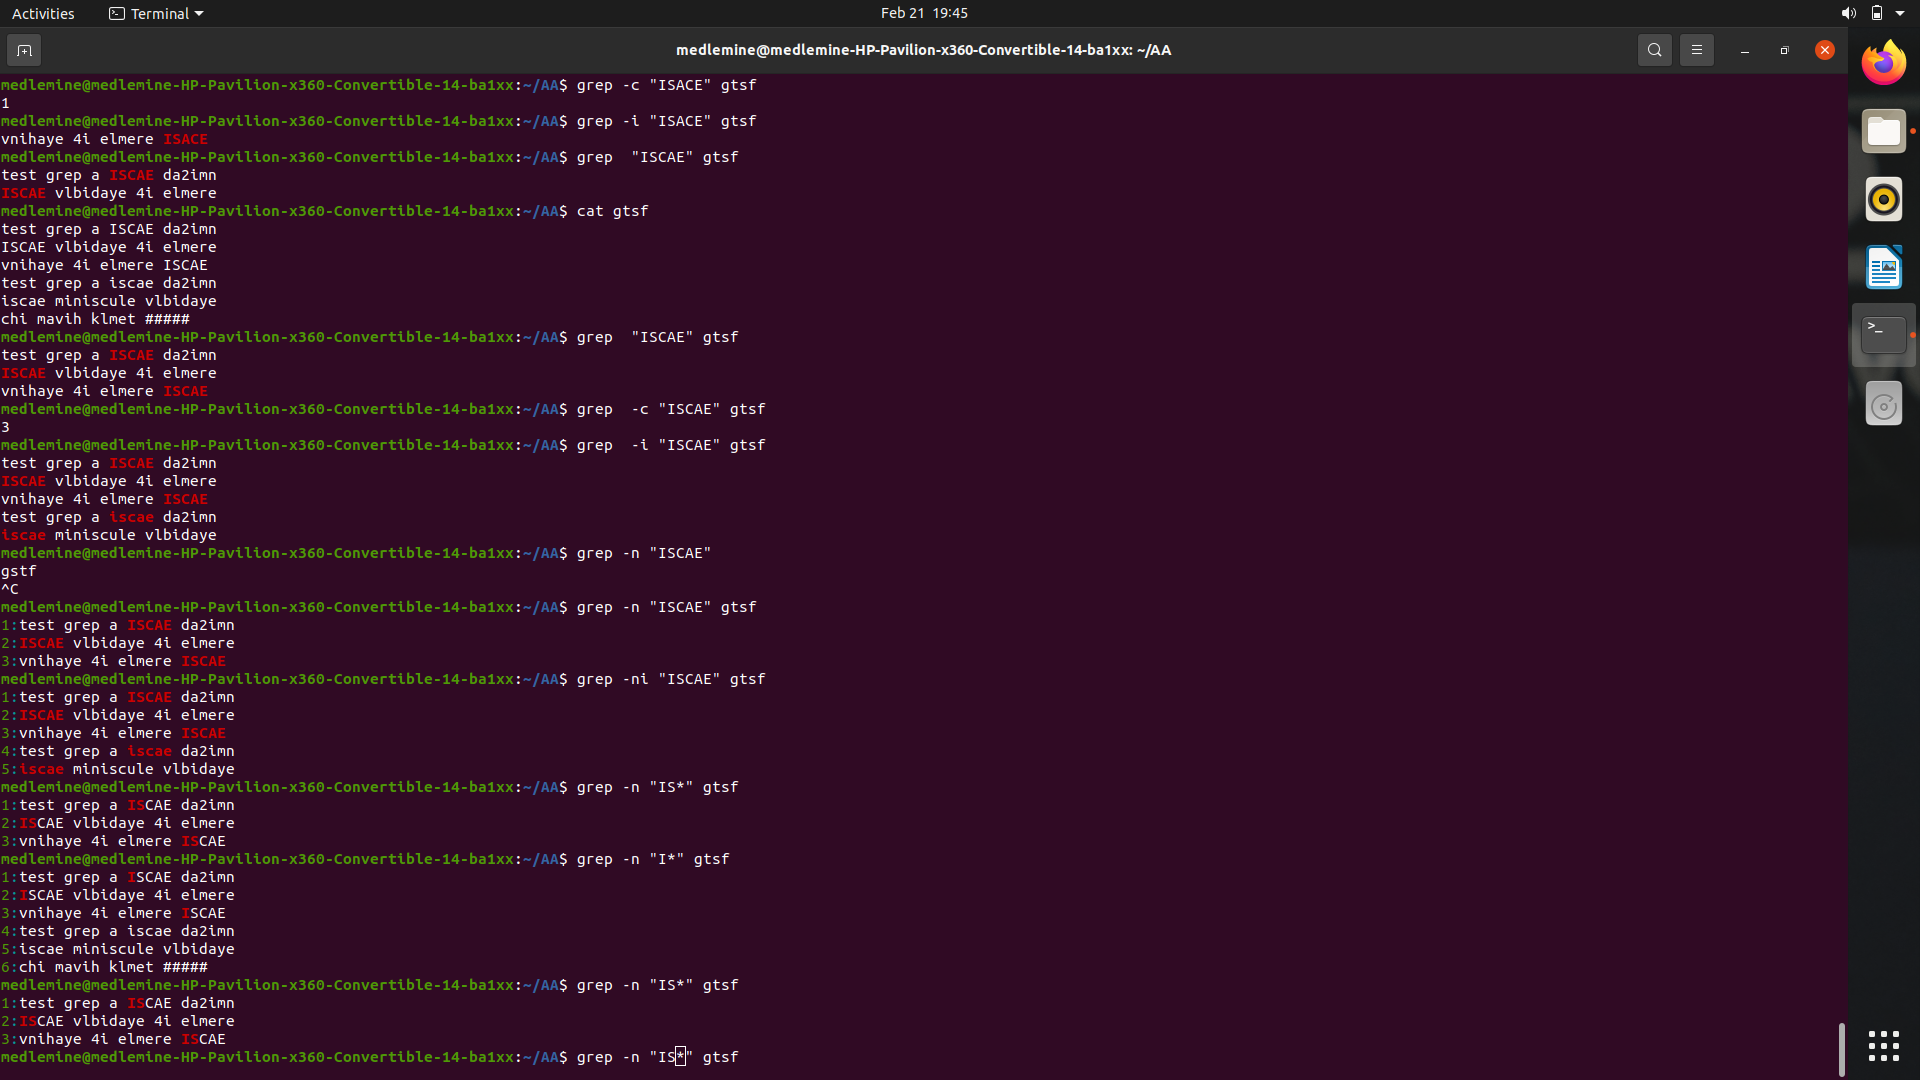 Activities
Terminal
Feb 21 19:45
medlemine@medlemine-HP-Pavilion-x360-Convertible-14-ba1xx: ~/AA
medlemine@medlemine-HP-Pavilion-x360-Convertible-14-ba1xx:~/AA$ grep -c "ISACE" gtsf
1
medlemine@medlemine-HP-Pavilion-x360-Convertible-14-ba1xx:~/AA$ grep -i "ISACE" gtsf
vnihaye 4i elmere ISACE
medlemine@medlemine-HP-Pavilion-x360-Convertible-14-ba1xx:~/AA$ grep  "ISCAE" gtsf
test grep a ISCAE da2imn
ISCAE vlbidaye 4i elmere
medlemine@medlemine-HP-Pavilion-x360-Convertible-14-ba1xx:~/AA$ cat gtsf
test grep a ISCAE da2imn
ISCAE vlbidaye 4i elmere
vnihaye 4i elmere ISCAE
test grep a iscae da2imn
iscae miniscule vlbidaye
chi mavih klmet #####
medlemine@medlemine-HP-Pavilion-x360-Convertible-14-ba1xx:~/AA$ grep  "ISCAE" gtsf
test grep a ISCAE da2imn
ISCAE vlbidaye 4i elmere
vnihaye 4i elmere ISCAE
medlemine@medlemine-HP-Pavilion-x360-Convertible-14-ba1xx:~/AA$ grep  -c "ISCAE" gtsf
3
medlemine@medlemine-HP-Pavilion-x360-Convertible-14-ba1xx:~/AA$ grep  -i "ISCAE" gtsf
test grep a ISCAE da2imn
ISCAE vlbidaye 4i elmere
vnihaye 4i elmere ISCAE
test grep a iscae da2imn
iscae miniscule vlbidaye
medlemine@medlemine-HP-Pavilion-x360-Convertible-14-ba1xx:~/AA$ grep -n "ISCAE"
gstf
^C
medlemine@medlemine-HP-Pavilion-x360-Convertible-14-ba1xx:~/AA$ grep -n "ISCAE" gtsf
1:test grep a ISCAE da2imn
2:ISCAE vlbidaye 4i elmere
3:vnihaye 4i elmere ISCAE
medlemine@medlemine-HP-Pavilion-x360-Convertible-14-ba1xx:~/AA$ grep -ni "ISCAE" gtsf
1:test grep a ISCAE da2imn
2:ISCAE vlbidaye 4i elmere
3:vnihaye 4i elmere ISCAE
4:test grep a iscae da2imn
5:iscae miniscule vlbidaye
medlemine@medlemine-HP-Pavilion-x360-Convertible-14-ba1xx:~/AA$ grep -n "IS*" gtsf
1:test grep a ISCAE da2imn
2:ISCAE vlbidaye 4i elmere
3:vnihaye 4i elmere ISCAE
medlemine@medlemine-HP-Pavilion-x360-Convertible-14-ba1xx:~/AA$ grep -n "I*" gtsf
1:test grep a ISCAE da2imn
2:ISCAE vlbidaye 4i elmere
3:vnihaye 4i elmere ISCAE
4:test grep a iscae da2imn
5:iscae miniscule vlbidaye
6:chi mavih klmet #####
medlemine@medlemine-HP-Pavilion-x360-Convertible-14-ba1xx:~/AA$ grep -n "IS*" gtsf
1:test grep a ISCAE da2imn
2:ISCAE vlbidaye 4i elmere
3:vnihaye 4i elmere ISCAE
medlemine@medlemine-HP-Pavilion-x360-Convertible-14-ba1xx:~/AA$ grep -n "IS*" gtsf